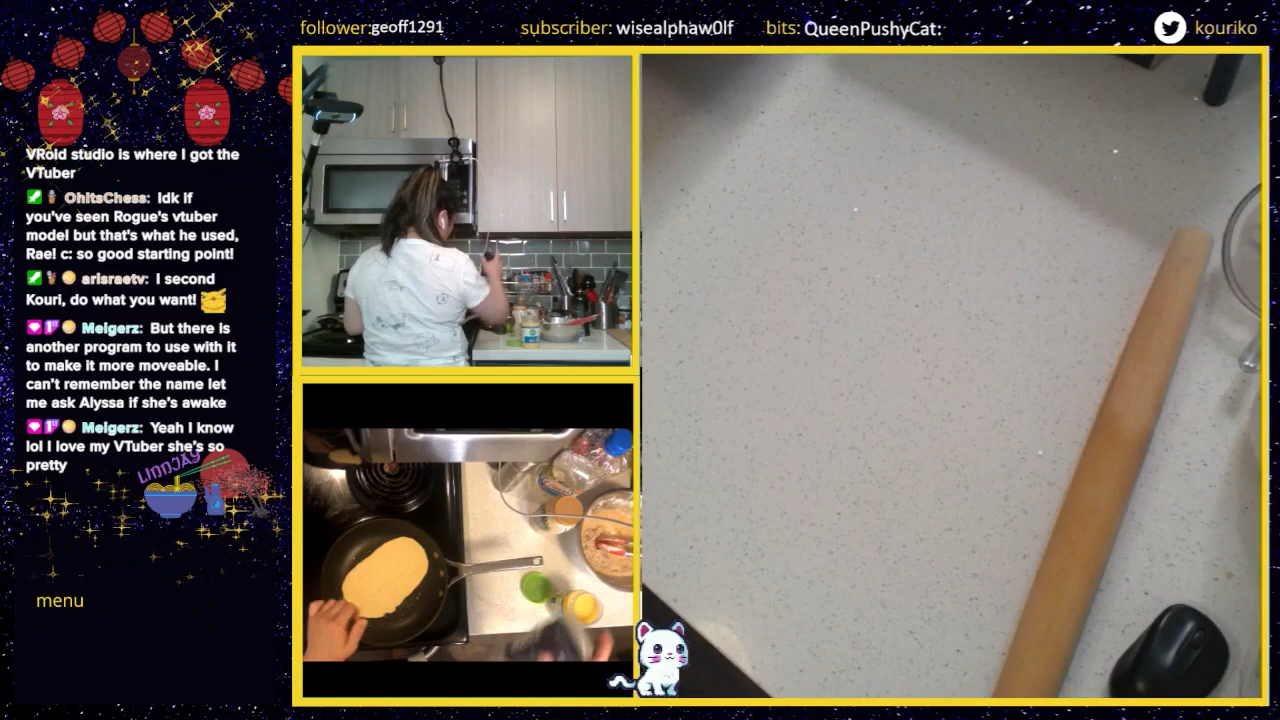 follower:geoff1291 subscriber: wisealphaw0lf bits: QueenPushyCat: kouriko
VRoid studio is where I got the
VTuber
OhItsChess: Idk if
you've seen Rogue's vtuber
model but that's what he used,
Rae! c: so good starting point!
arisraetv: I second
Kouri, do what you want!
Meigerz: But there is
another program to use with it
to make it more moveable. I
can't remember the name let
me ask Alyssa if she's awake
Meigerz: Yeah I know
lol I love my VTuber she's so
pretty
LINNJAY
menu